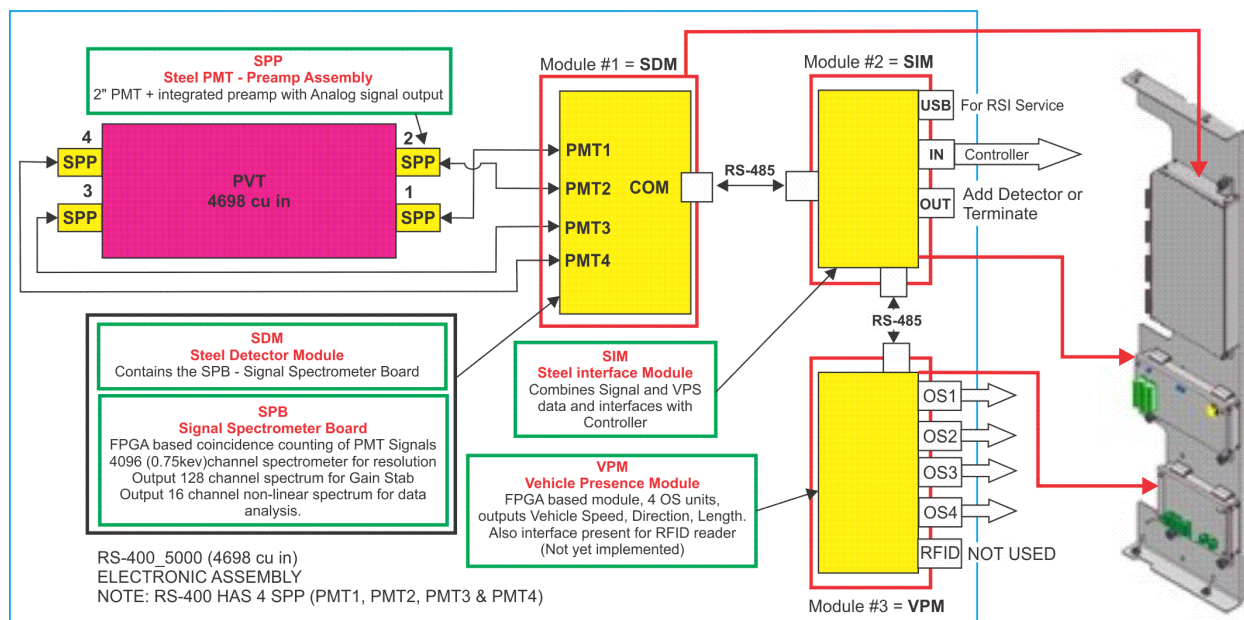 SPP
Steel PMT - Preamp Assembly
2" PMT + integrated preamp with Analog signal output
4
SPP
3
SPP
PVT
4698 cu in
2
SPP
1
SPP
Module #1 = SDM
PMT1
PMT2
PMT3
PMT4
COM
RS-485
Module #2 = SIM
USB
For RSI Service
IN
Controller
OUT
Add Detector or
Terminate
RS-485
SDM
Steel Detector Module
Contains the SPB - Signal Spectrometer Board
SPB
Signal Spectrometer Board
FPGA based coincidence counting of PMT Signals
4096 (0.75kev)channel spectrometer for resolution
Output 128 channel spectrum for Gain Stab
Output 16 channel non-linear spectrum for data
analysis.
SIM
Steel interface Module
Combines Signal and VPS
data and interfaces with
Controller
VPM
Vehicle Presence Module
FPGA based module, 4 OS units,
outputs Vehicle Speed, Direction, Length.
Also interface present for RFID reader
(Not yet implemented)
OS1
OS2
OS3
OS4
RFID
NOT USED
Module #3 = VPM
RS-400_5000 (4698 cu in)
ELECTRONIC ASSEMBLY
NOTE: RS-400 HAS 4 SPP (PMT1, PMT2, PMT3 & PMT4)